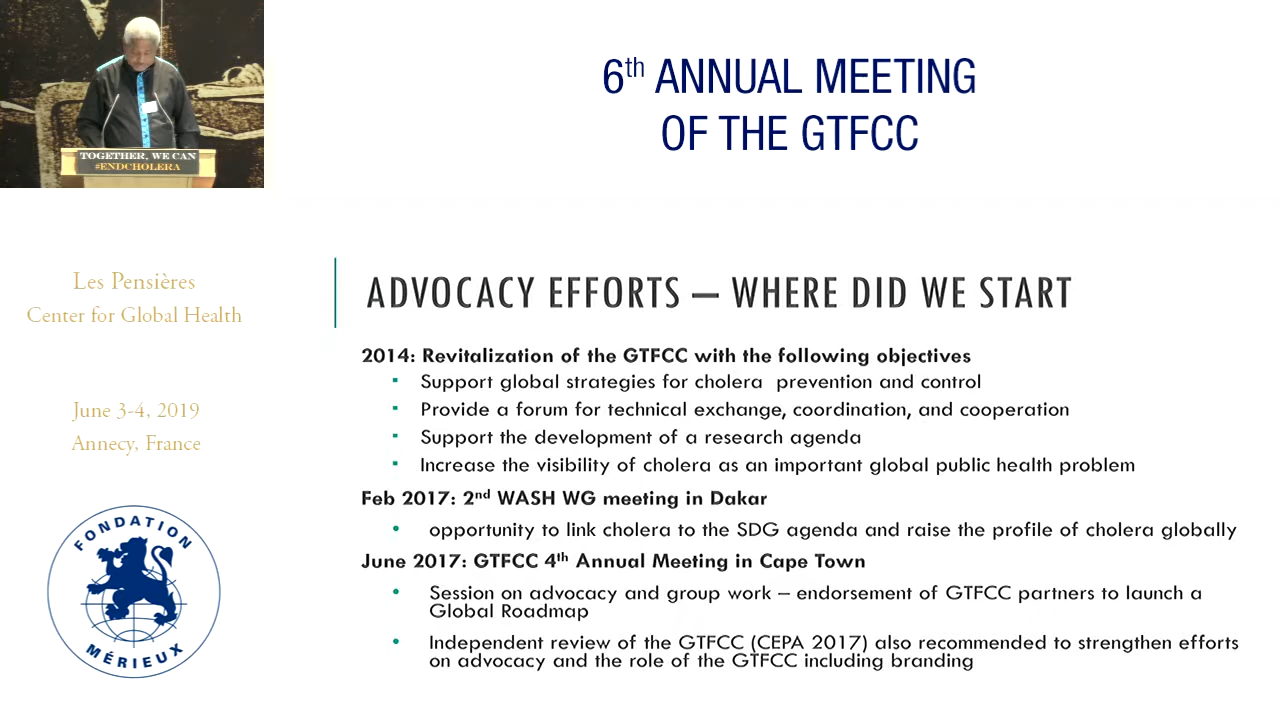 TOGETHER, WE CAN
#ENDCHOLERA
6th ANNUAL MEETING
OF THE GTFCC
Les Pensières
Center for Global Health
June 3-4, 2019
Annecy, France
FONDATION
MÉRIEUX
ADVOCACY EFFORTS – WHERE DID WE START
2014: Revitalization of the GTFCC with the following objectives
▪ Support global strategies for cholera prevention and control
▪ Provide a forum for technical exchange, coordination, and cooperation
▪ Support the development of a research agenda
▪ Increase the visibility of cholera as an important global public health problem
Feb 2017: 2nd WASH WG meeting in Dakar
• opportunity to link cholera to the SDG agenda and raise the profile of cholera globally
June 2017: GTFCC 4th Annual Meeting in Cape Town
• Session on advocacy and group work – endorsement of GTFCC partners to launch a
Global Roadmap
• Independent review of the GTFCC (CEPA 2017) also recommended to strengthen efforts
on advocacy and the role of the GTFCC including branding